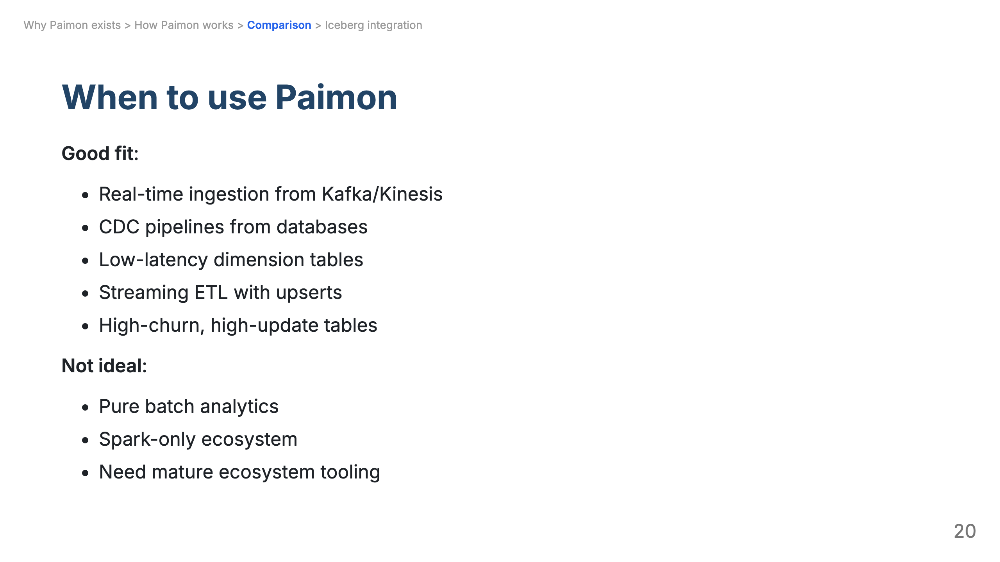 Why Paimon exists > How Paimon works > Comparison > Iceberg integration
When to use Paimon
Good fit:
• Real-time ingestion from Kafka/Kinesis
• CDC pipelines from databases
• Low-latency dimension tables
• Streaming ETL with upserts
• High-churn, high-update tables
Not ideal:
• Pure batch analytics
• Spark-only ecosystem
• Need mature ecosystem tooling
20